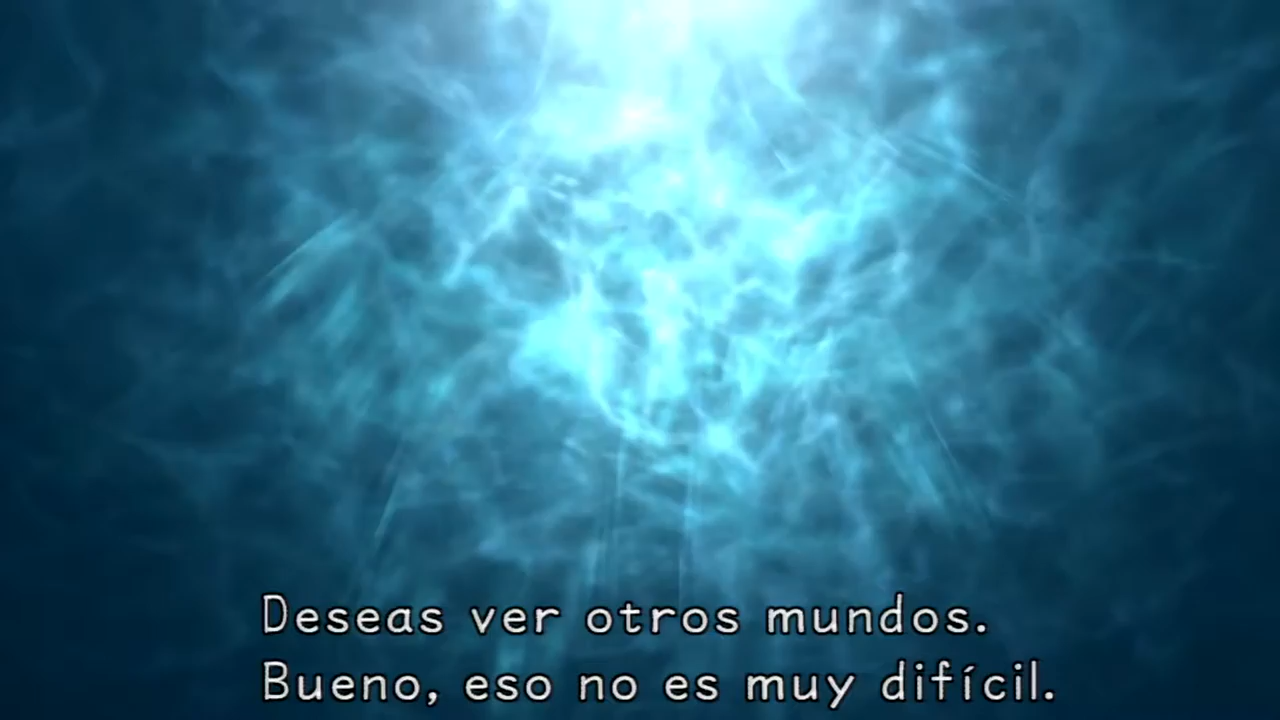 Deseas ver otros mundos.
Bueno, eso no es muy difícil.